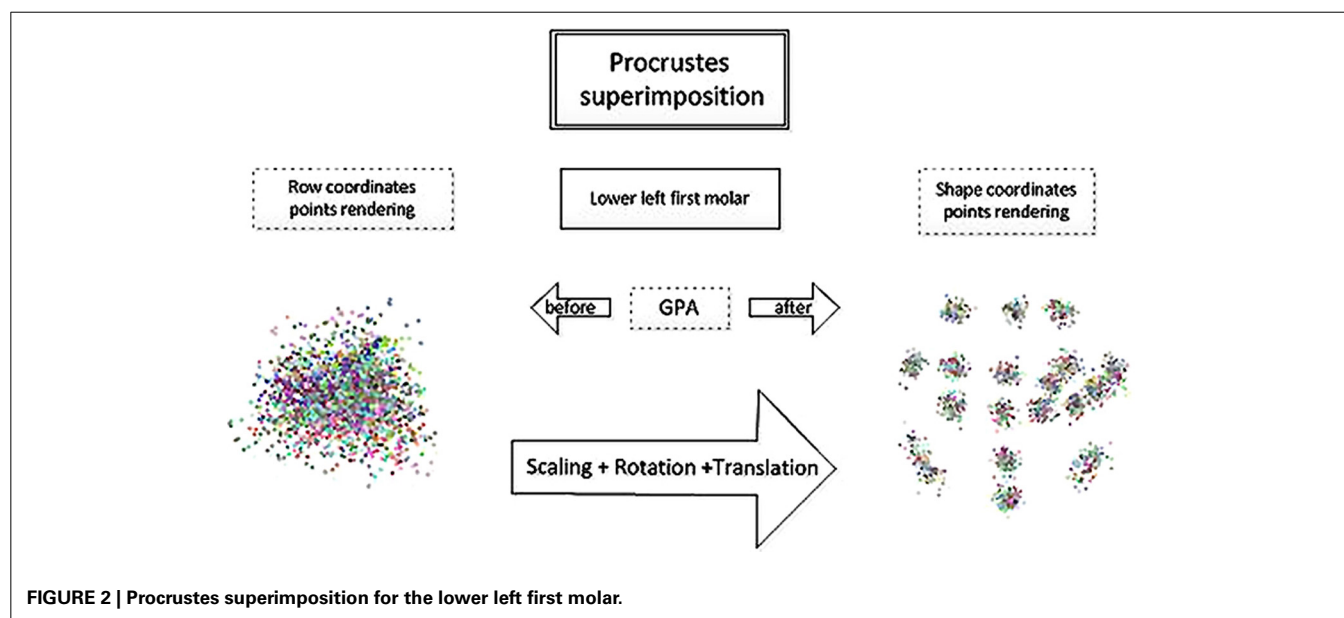 Procrustes
superimposition
Row coordinates
points rendering
Lower left first molar
Shape coordinates
points rendering
before
GPA
after
Scaling + Rotation +Translation
FIGURE 2 | Procrustes superimposition for the lower left first molar.